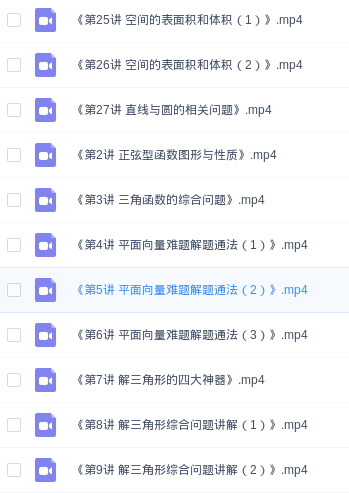 《第25讲 空间的表面积和体积（1）》.mp4
《第26讲 空间的表面积和体积（2）》.mp4
《第27讲 直线与圆的相关问题》.mp4
《第2讲 正弦型函数图形与性质》.mp4
《第3讲 三角函数的综合问题》.mp4
《第4讲 平面向量难题解题通法（1）》.mp4
《第5讲 平面向量难题解题通法（2）》.mp4
《第6讲 平面向量难题解题通法（3）》.mp4
《第7讲 解三角形的四大神器》.mp4
《第8讲 解三角形综合问题讲解（1）》.mp4
《第9讲 解三角形综合问题讲解（2）》.mp4